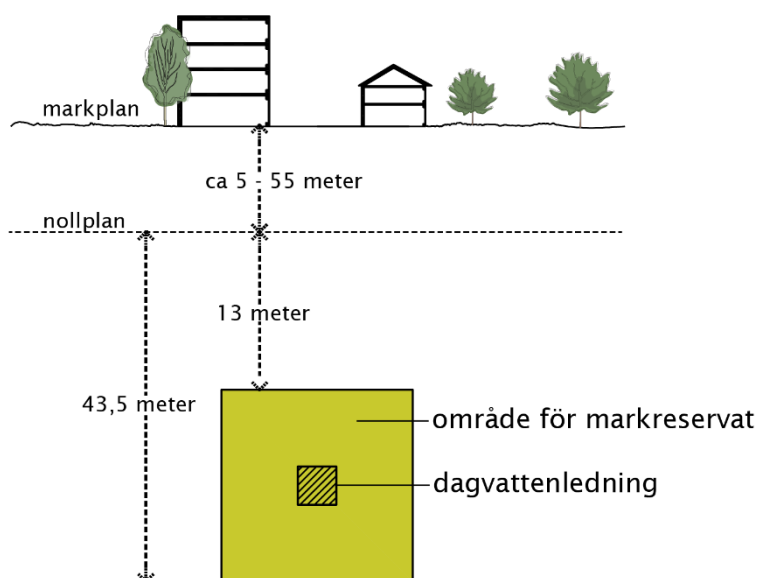 markplan
ca 5 - 55 meter
nollplan
13 meter
43,5 meter
område för markreservat
dagvattenledning